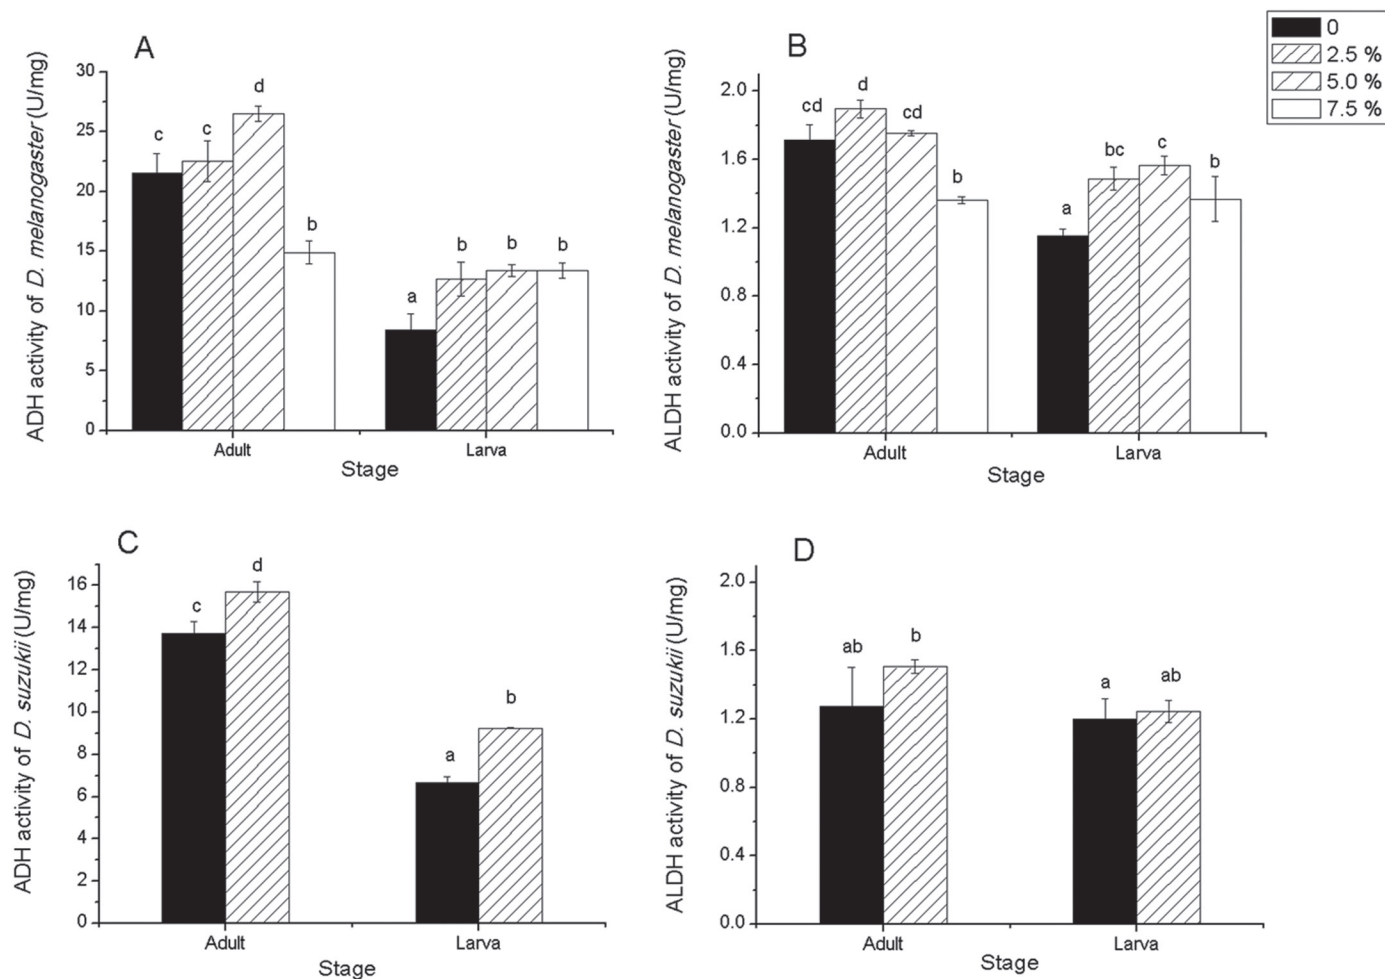 A
ADH activity of D. melanogaster (U/mg)
30
25
20
15
10
5
0
c
c
d
b
a
b
b
b
Adult
Larva
Stage
B
ALDH activity of D. melanogaster (U/mg)
2.0
1.6
1.2
0.8
0.4
0.0
cd
d
cd
b
a
bc
c
b
Adult
Larva
Stage
0
2.5 %
5.0 %
7.5 %
C
ADH activity of D. suzukii (U/mg)
16
14
12
10
8
6
4
2
0
c
d
a
b
Adult
Larva
Stage
D
ALDH activity of D. suzukii (U/mg)
2.0
1.6
1.2
0.8
0.4
0.0
ab
b
a
ab
Adult
Larva
Stage